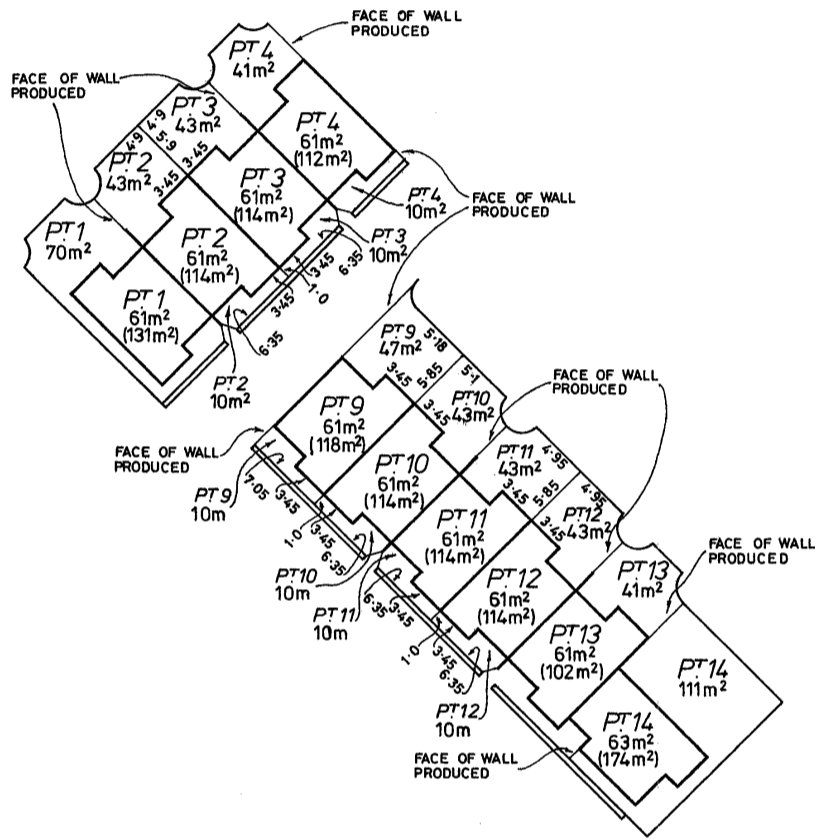 FACE OF WALL
PRODUCED
PT 4
41m²
FACE OF WALL
PRODUCED
PT 3
43m²
4·9
5·9
3·45
4·9
PT 2
43m²
3·45
PT 4
61m²
(112m²)
PT 3
61m²
(114m²)
PT 4
10m²
FACE OF WALL
PRODUCED
PT 1
70m²
PT 2
61m²
(114m²)
PT 3
10m²
6·35
3·45
1·0
3·45
6·35
PT 1
61m²
(131m²)
PT 2
10m²
PT 9
47m²
5·18
3·45
5·85
5·1
3·45
PT 10
43m²
FACE OF WALL
PRODUCED
PT 9
61m²
(118m²)
PT 10
61m²
(114m²)
PT 11
43m²
4·95
3·45
5·85
4·95
3·45
PT 12
43m²
FACE OF WALL
PRODUCED
PT 9
10m
7·05
3·45
1·0
3·45
6·35
PT 11
61m²
(114m²)
PT 12
61m²
(114m²)
PT 13
41m²
FACE OF WALL
PRODUCED
PT 10
10m
PT 11
10m
6·35
3·45
1·0
3·45
6·35
PT 13
61m²
(102m²)
PT 14
111m²
PT 12
10m
PT 14
63m²
(174m²)
FACE OF WALL
PRODUCED